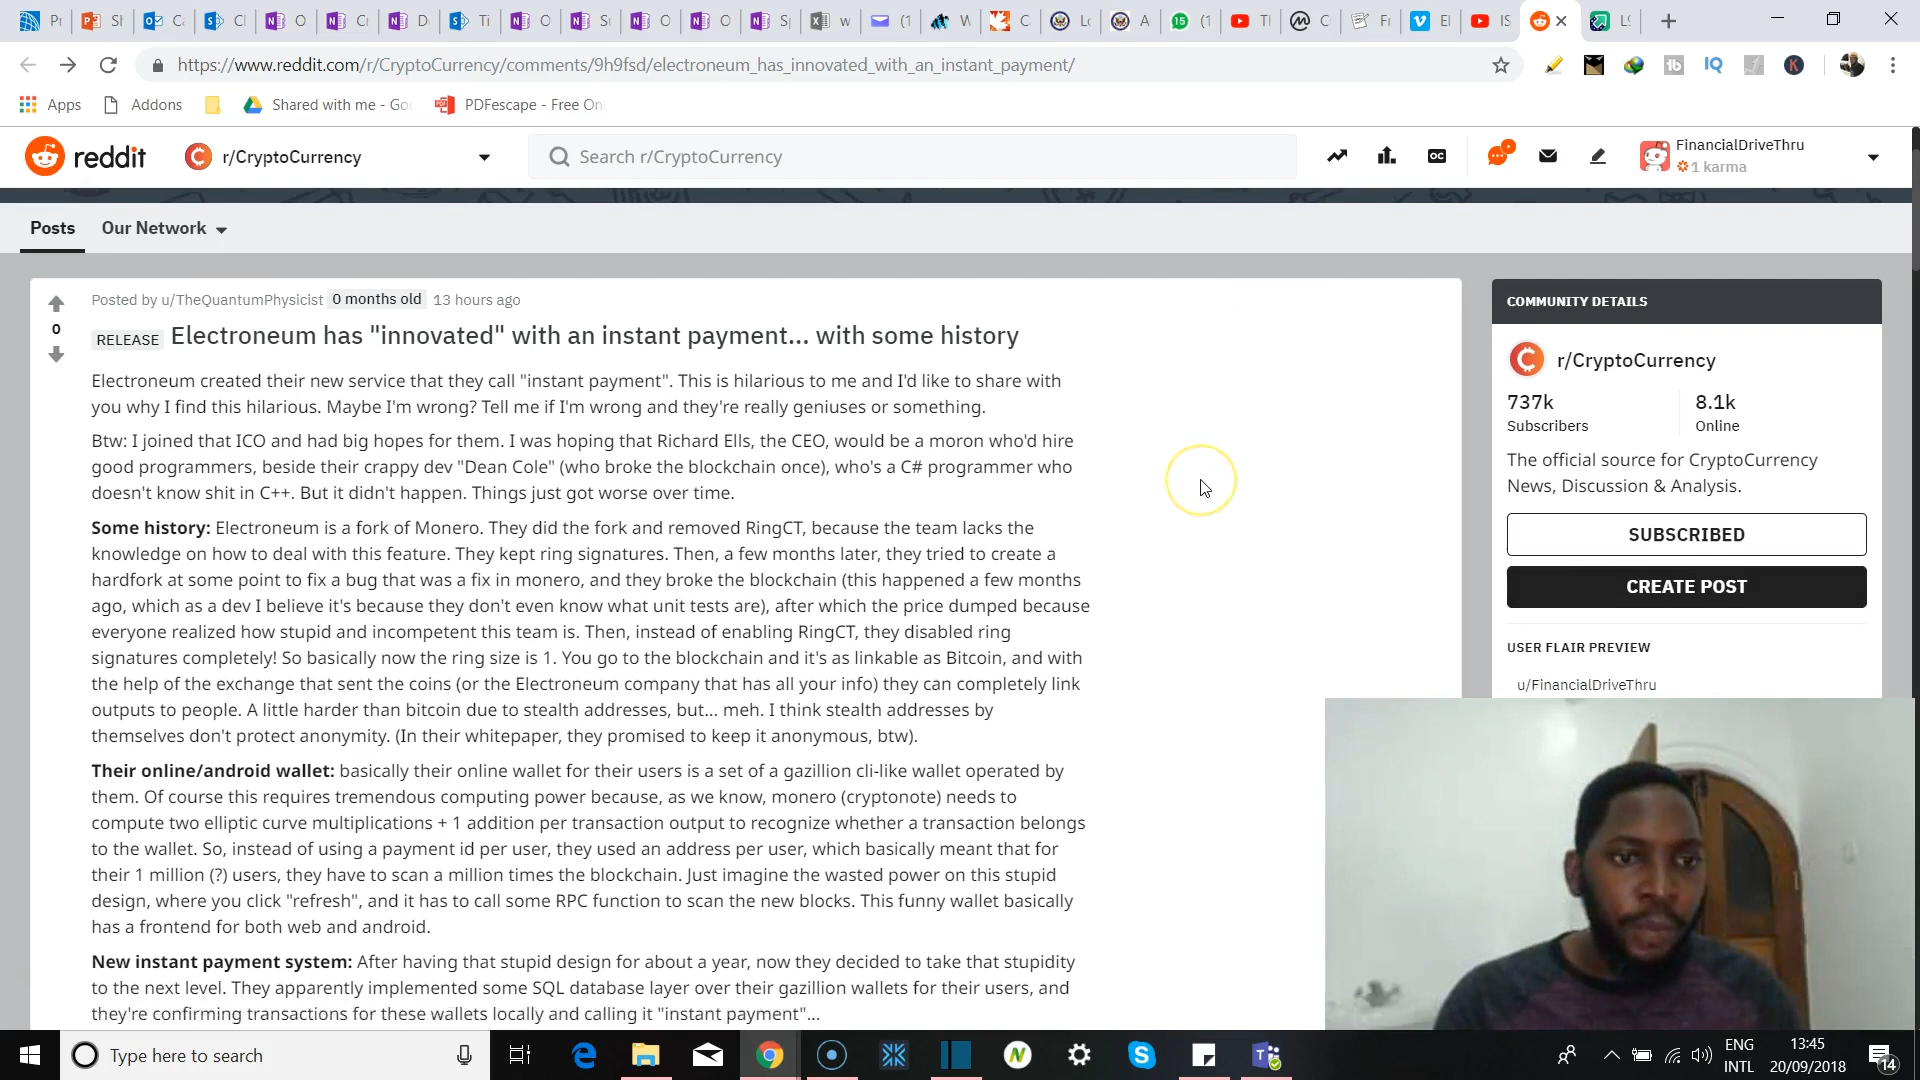 Pr
Sl
Ca
Cl
O
Cr
De
Ti
O
Su
O
O
Sp
w
(1
W
C
Lo
A
15
(1
Tl
C
Fr
El
IS
LS
https://www.reddit.com/r/CryptoCurrency/comments/9h9fsd/electroneum_has_innovated_with_an_instant_payment/
tb
IQ
K
Apps
Addons
Shared with me - Goo
PDFescape - Free Onl
reddit
r/CryptoCurrency
Search r/CryptoCurrency
OC
FinancialDriveThru
1 karma
Posts
Our Network
Posted by u/TheQuantumPhysicist 0 months old 13 hours ago
0
RELEASE Electroneum has "innovated" with an instant payment... with some history
Electroneum created their new service that they call "instant payment". This is hilarious to me and I'd like to share with
you why I find this hilarious. Maybe I'm wrong? Tell me if I'm wrong and they're really geniuses or something.
Btw: I joined that ICO and had big hopes for them. I was hoping that Richard Ells, the CEO, would be a moron who'd hire
good programmers, beside their crappy dev "Dean Cole" (who broke the blockchain once), who's a C# programmer who
doesn't know shit in C++. But it didn't happen. Things just got worse over time.
Some history: Electroneum is a fork of Monero. They did the fork and removed RingCT, because the team lacks the
knowledge on how to deal with this feature. They kept ring signatures. Then, a few months later, they tried to create a
hardfork at some point to fix a bug that was a fix in monero, and they broke the blockchain (this happened a few months
ago, which as a dev I believe it's because they don't even know what unit tests are), after which the price dumped because
everyone realized how stupid and incompetent this team is. Then, instead of enabling RingCT, they disabled ring
signatures completely! So basically now the ring size is 1. You go to the blockchain and it's as linkable as Bitcoin, and with
the help of the exchange that sent the coins (or the Electroneum company that has all your info) they can completely link
outputs to people. A little harder than bitcoin due to stealth addresses, but... meh. I think stealth addresses by
themselves don't protect anonymity. (In their whitepaper, they promised to keep it anonymous, btw).
Their online/android wallet: basically their online wallet for their users is a set of a gazillion cli-like wallet operated by
them. Of course this requires tremendous computing power because, as we know, monero (cryptonote) needs to
compute two elliptic curve multiplications + 1 addition per transaction output to recognize whether a transaction belongs
to the wallet. So, instead of using a payment id per user, they used an address per user, which basically meant that for
their 1 million (?) users, they have to scan a million times the blockchain. Just imagine the wasted power on this stupid
design, where you click "refresh", and it has to call some RPC function to scan the new blocks. This funny wallet basically
has a frontend for both web and android.
New instant payment system: After having that stupid design for about a year, now they decided to take that stupidity
to the next level. They apparently implemented some SQL database layer over their gazillion wallets for their users, and
they're confirming transactions for these wallets locally and calling it "instant payment"...
COMMUNITY DETAILS
r/CryptoCurrency
737k
8.1k
Subscribers
Online
The official source for CryptoCurrency
News, Discussion & Analysis.
SUBSCRIBED
CREATE POST
USER FLAIR PREVIEW
u/FinancialDriveThru
Type here to search
ENG
INTL
13:45
20/09/2018
14